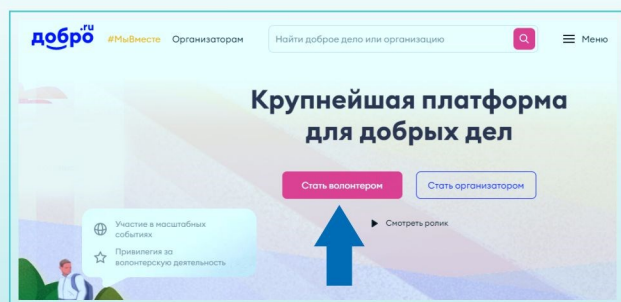 добро.ru
#МыВместе Организаторам Найти доброе дело или организацию Меню
Крупнейшая платформа
для добрых дел
Стать волонтером Стать организатором
Смотреть ролик
Участие в масштабных
событиях
Привилегия за
волонтерскую деятельность